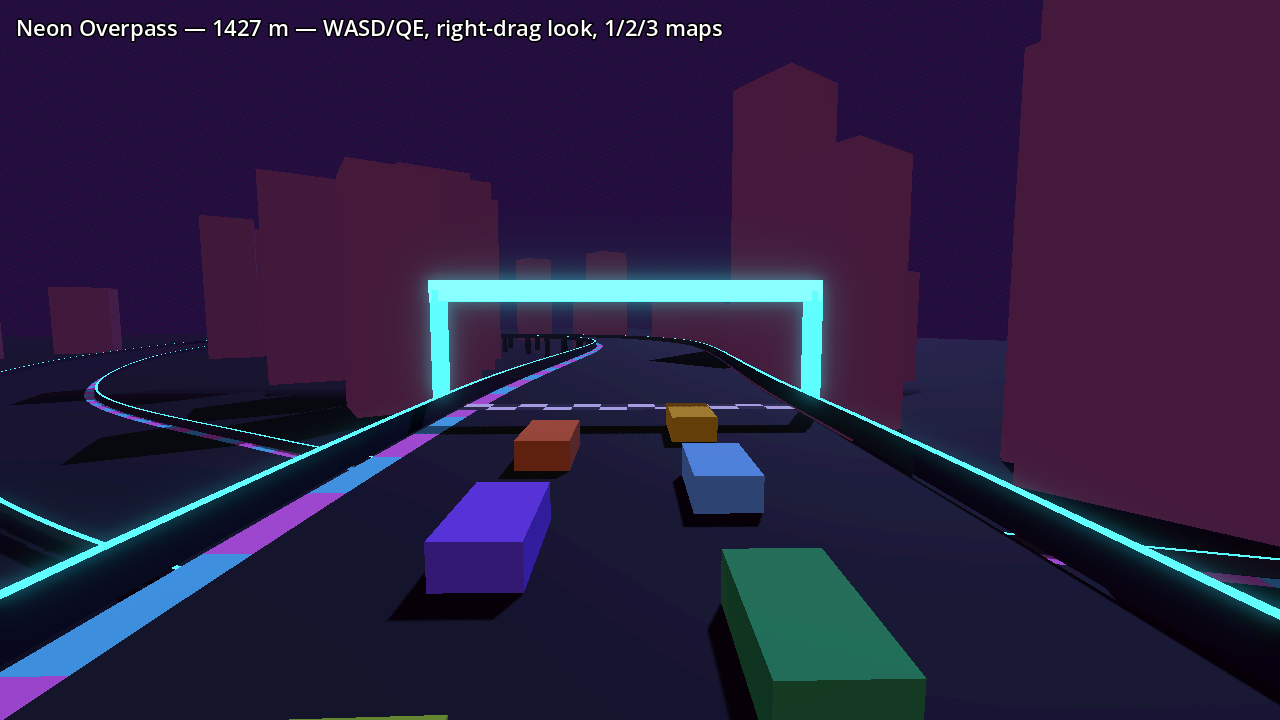 Neon Overpass — 1427 m — WASD/QE, right-drag look, 1/2/3 maps